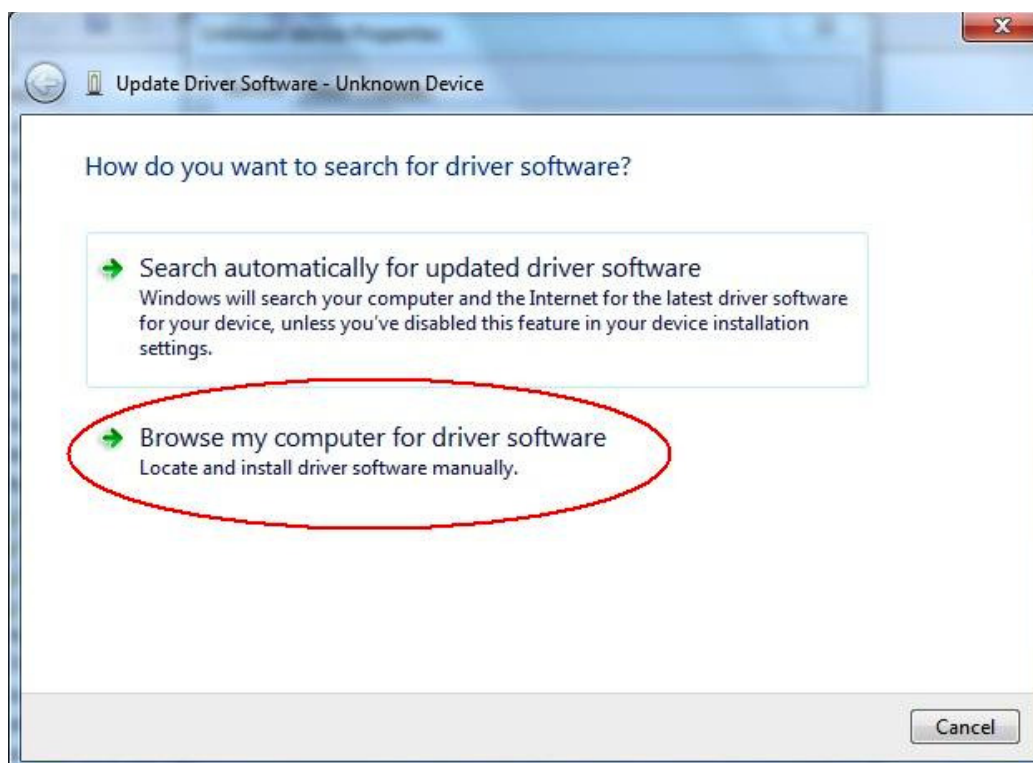 Update Driver Software - Unknown Device
How do you want to search for driver software?
Search automatically for updated driver software
Windows will search your computer and the Internet for the latest driver software
for your device, unless you've disabled this feature in your device installation
settings.
Browse my computer for driver software
Locate and install driver software manually.
Cancel